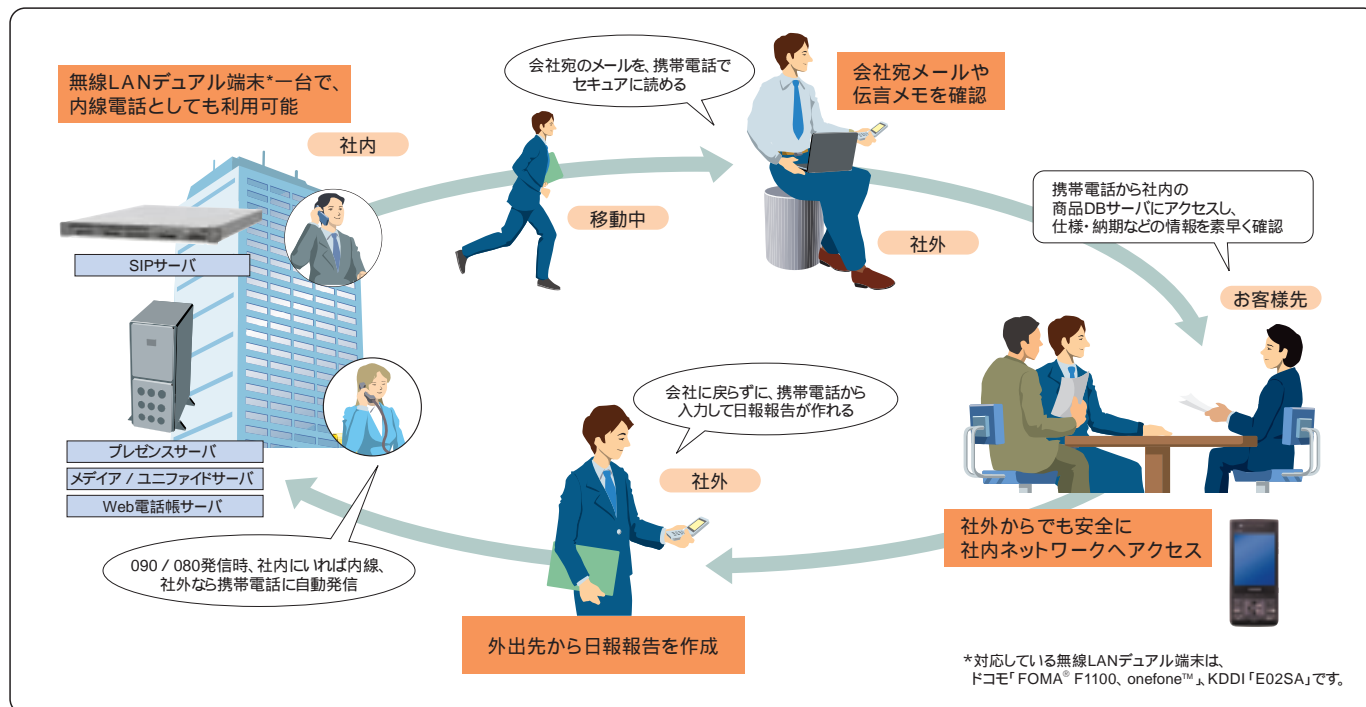 無線LANデュアル端末*一台で、
内線電話としても利用可能
社内
SIPサーバ
プレゼンスサーバ
メデイア / ユニファイドサーバ
Web電話帳サーバ
090 / 080発信時、社内にいれば内線、
社外なら携帯電話に自動発信
会社宛のメールを、携帯電話で
セキュアに読める
移動中
会社宛メールや
伝言メモを確認
社外
携帯電話から社内の
商品DBサーバにアクセスし、
仕様・納期などの情報を素早く確認
お客様先
社外からでも安全に
社内ネットワークへアクセス
会社に戻らずに、携帯電話から
入力して日報報告が作れる
社外
外出先から日報報告を作成
*対応している無線LANデュアル端末は、
ドコモ「FOMA® F1100、onefone™」、KDDI「E02SA」です。